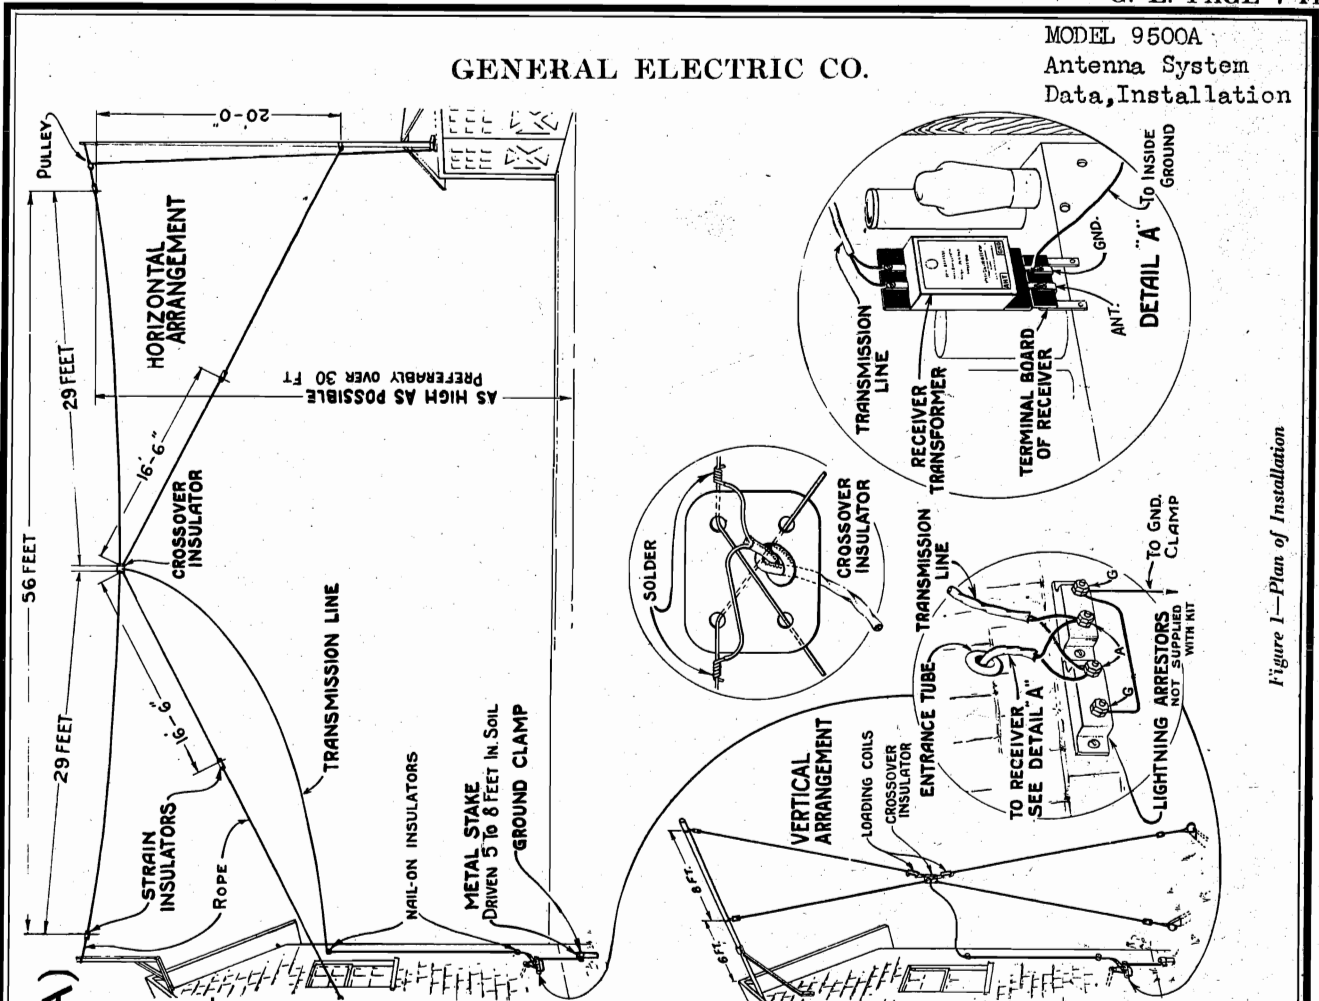 GENERAL ELECTRIC CO.
MODEL 9500A
Antenna System
Data, Installation
PULLEY
20'-0"
56 FEET
29 FEET
HORIZONTAL
ARRANGEMENT
AS HIGH AS POSSIBLE
PREFERABLY OVER 30 FT
16'-6"
CROSSOVER
INSULATOR
29 FEET
16'-6"
TRANSMISSION LINE
STRAIN
INSULATORS
ROPE
NAIL-ON INSULATORS
METAL STAKE
DRIVEN 5 TO 8 FEET IN SOIL
GROUND CLAMP
TO INSIDE
GROUND
GND.
ANT.
DETAIL "A"
TRANSMISSION
LINE
RECEIVER
TRANSFORMER
TERMINAL BOARD
OF RECEIVER
ANT
SOLDER
CROSSOVER
INSULATOR
TRANSMISSION
LINE
ENTRANCE TUBE
TO RECEIVER
SEE DETAIL "A"
TO GND.
CLAMP
G
A
G
LIGHTNING ARRESTORS
NOT SUPPLIED
WITH KIT
VERTICAL
ARRANGEMENT
LOADING COILS
CROSSOVER
INSULATOR
8 FT.
6 FT.
Figure 1—Plan of Installation
A)